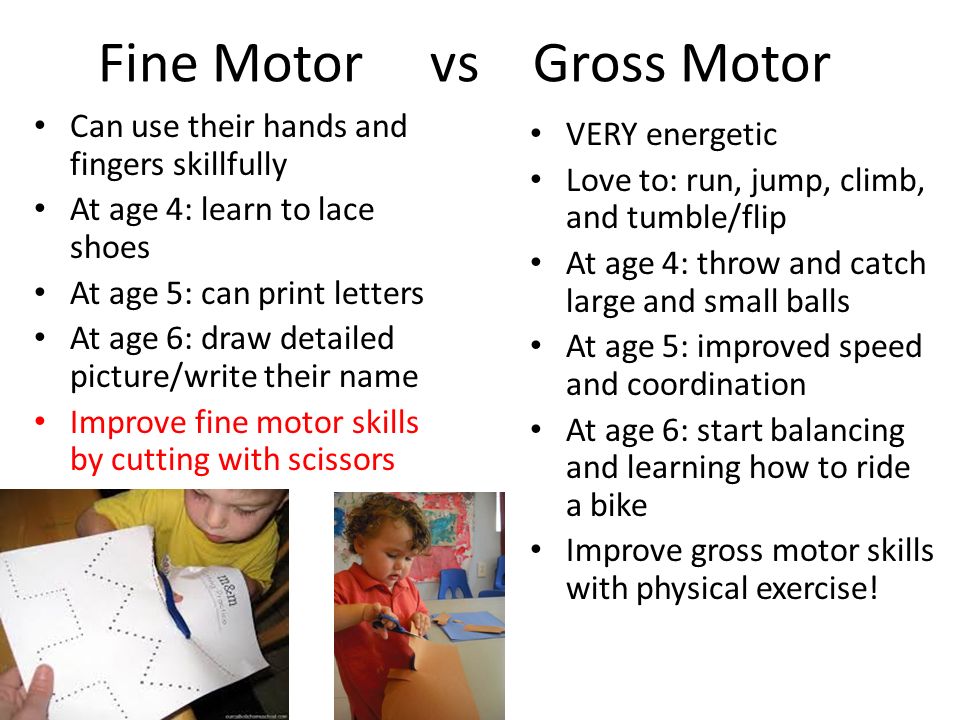 Fine Motor vs Gross Motor
• Can use their hands and
fingers skillfully
• At age 4: learn to lace
shoes
• At age 5: can print letters
• At age 6: draw detailed
picture/write their name
• Improve fine motor skills
by cutting with scissors
• VERY energetic
• Love to: run, jump, climb,
and tumble/flip
• At age 4: throw and catch
large and small balls
• At age 5: improved speed
and coordination
• At age 6: start balancing
and learning how to ride
a bike
• Improve gross motor skills
with physical exercise!
m&m